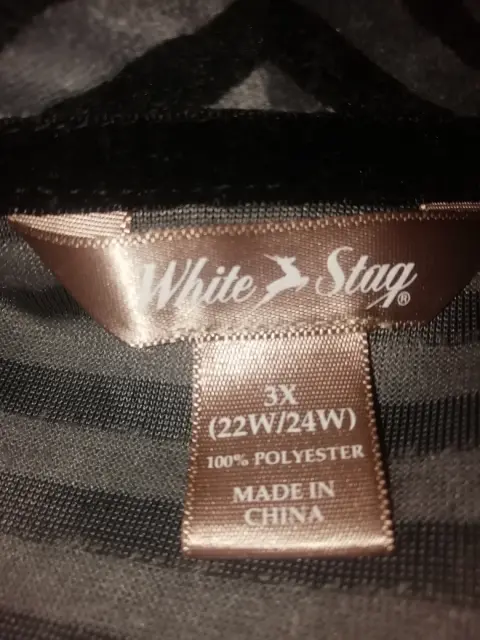 White Stag®
3X
(22W/24W)
100% POLYESTER
MADE IN
CHINA